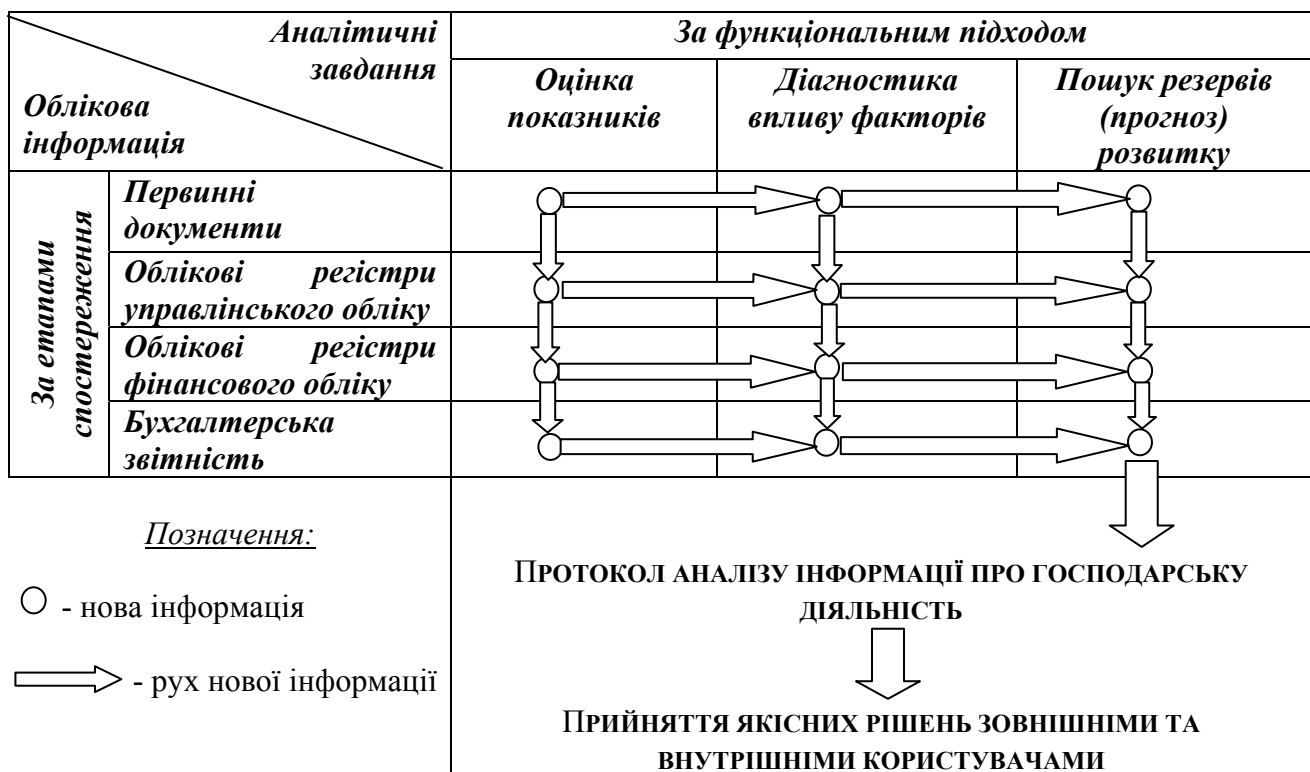 Аналітичні
завдання
Облікова
інформація
За функціональним підходом
Оцінка
показників
Діагностика
впливу факторів
Пошук резервів
(прогноз)
розвитку
За етапами
спостереження
Первинні
документи
Облікові регістри
управлінського обліку
Облікові регістри
фінансового обліку
Бухгалтерська
звітність
Позначення:
- нова інформація
- рух нової інформації
ПРОТОКОЛ АНАЛІЗУ ІНФОРМАЦІЇ ПРО ГОСПОДАРСЬКУ
ДІЯЛЬНІСТЬ
ПРИЙНЯТТЯ ЯКІСНИХ РІШЕНЬ ЗОВНІШНІМИ ТА
ВНУТРІШНІМИ КОРИСТУВАЧАМИ